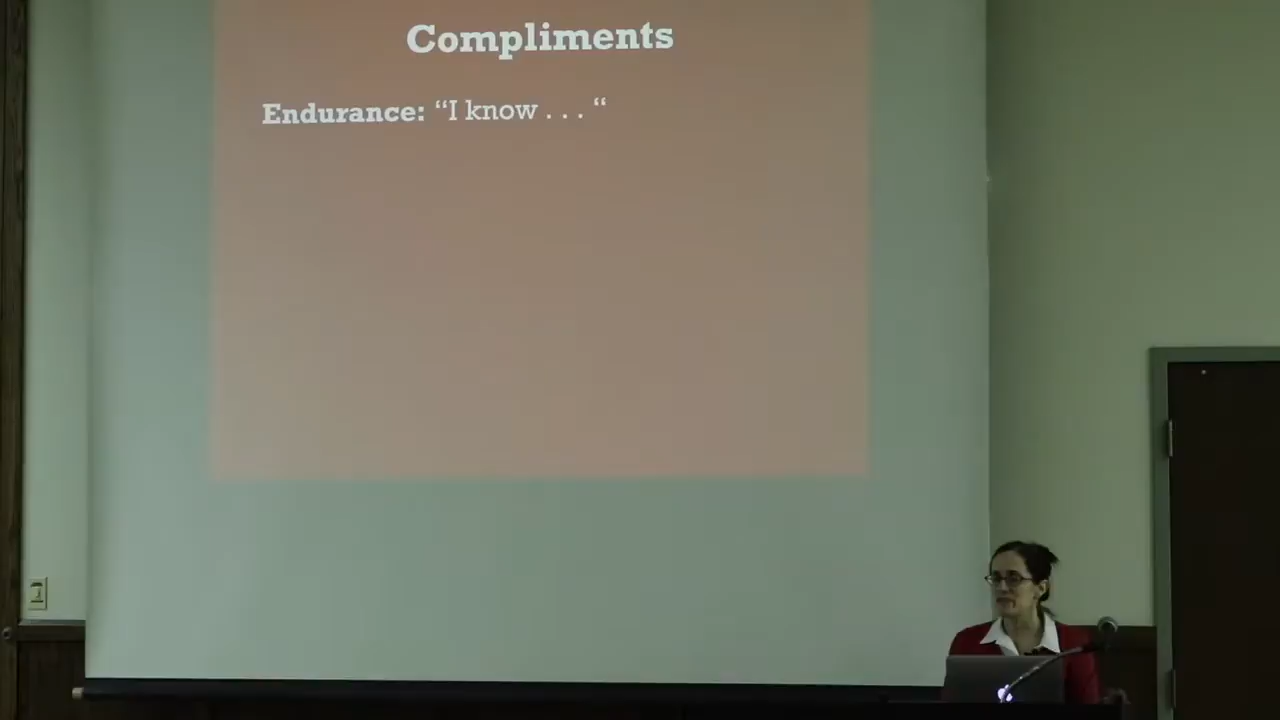 Compliments
Endurance: “I know . . . “